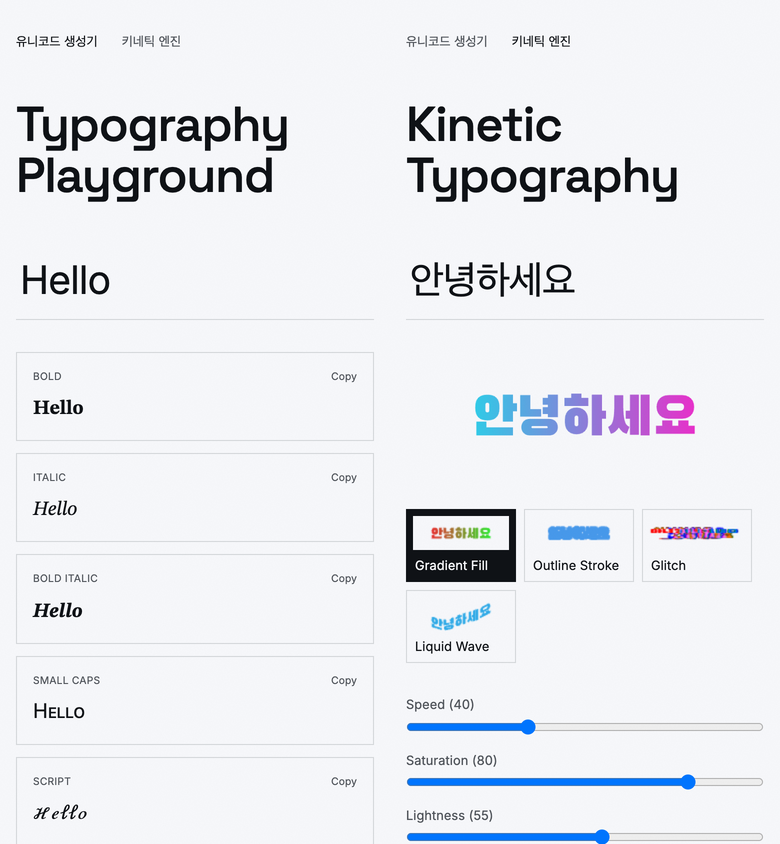 유니코드 생성기 키네틱 엔진
Typography
Playground
Hello
BOLD Copy
Hello
ITALIC Copy
Hello
BOLD ITALIC Copy
Hello
SMALL CAPS Copy
Hᴇʟʟᴏ
SCRIPT Copy
𝓗𝓮𝓵𝓵𝓸
유니코드 생성기 키네틱 엔진
Kinetic
Typography
안녕하세요
안녕하세요
안녕하세요
Gradient Fill
Outline Stroke
Glitch
안녕하세요
Liquid Wave
Speed (40)
Saturation (80)
Lightness (55)